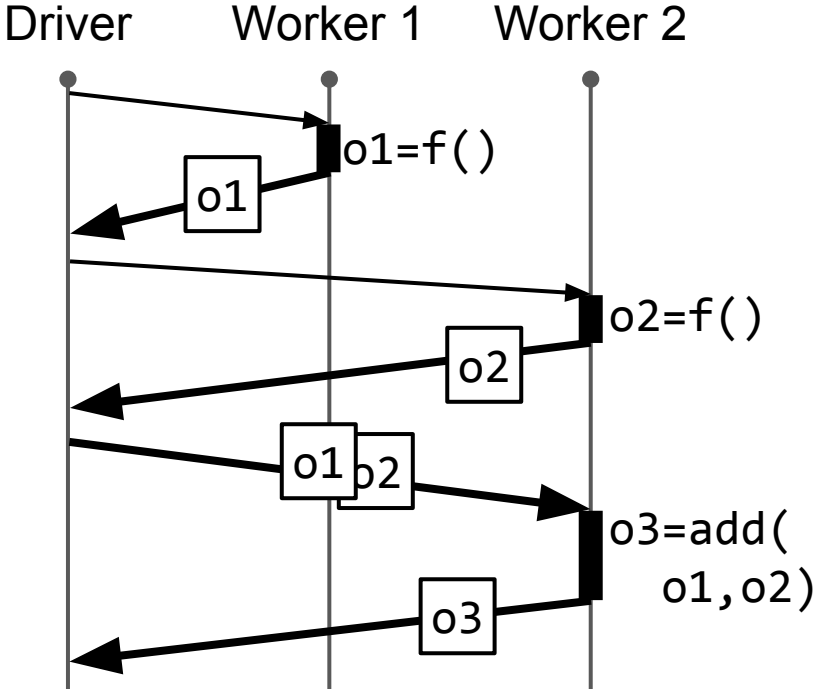 Driver
Worker 1
Worker 2
o1=f()
o1
o2=f()
o2
o1
o2
o3=add(
o1,o2)
o3